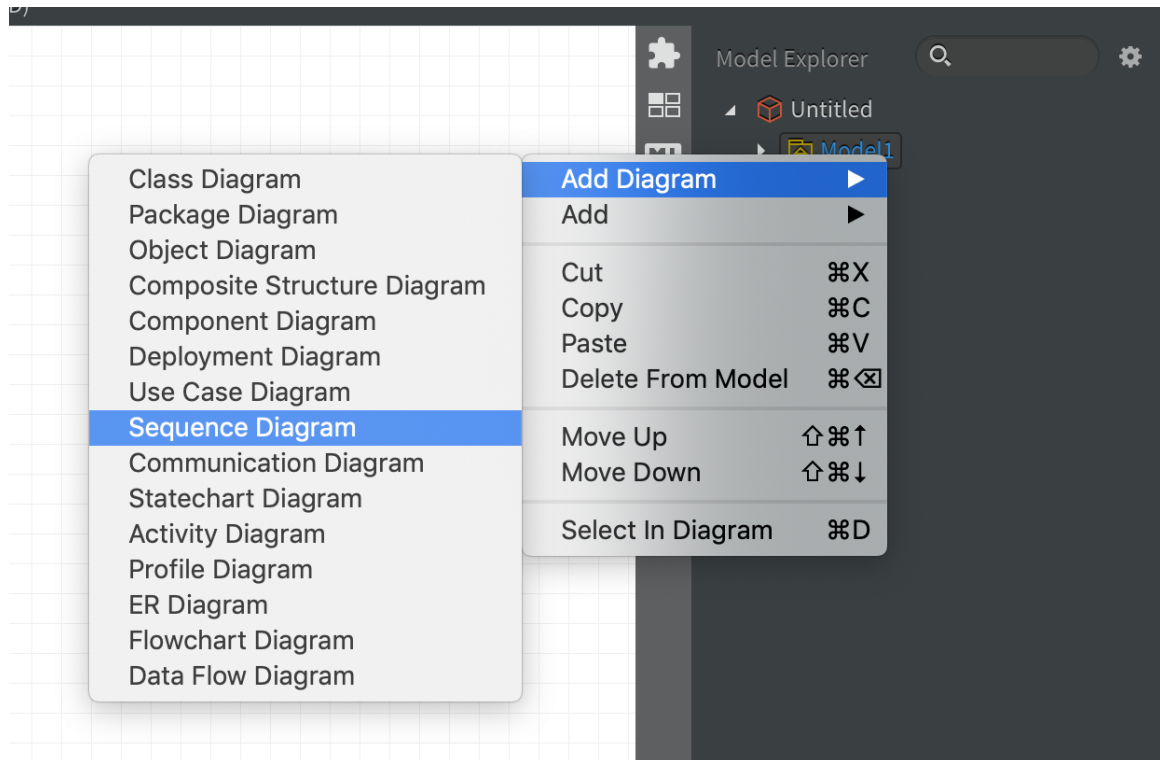 Model Explorer
Untitled
Model1
Class Diagram
Package Diagram
Object Diagram
Composite Structure Diagram
Component Diagram
Deployment Diagram
Use Case Diagram
Sequence Diagram
Communication Diagram
Statechart Diagram
Activity Diagram
Profile Diagram
ER Diagram
Flowchart Diagram
Data Flow Diagram
Add Diagram ▶
Add ▶
Cut ⌘X
Copy ⌘C
Paste ⌘V
Delete From Model ⌘⌫
Move Up ⇧⌘↑
Move Down ⇧⌘↓
Select In Diagram ⌘D